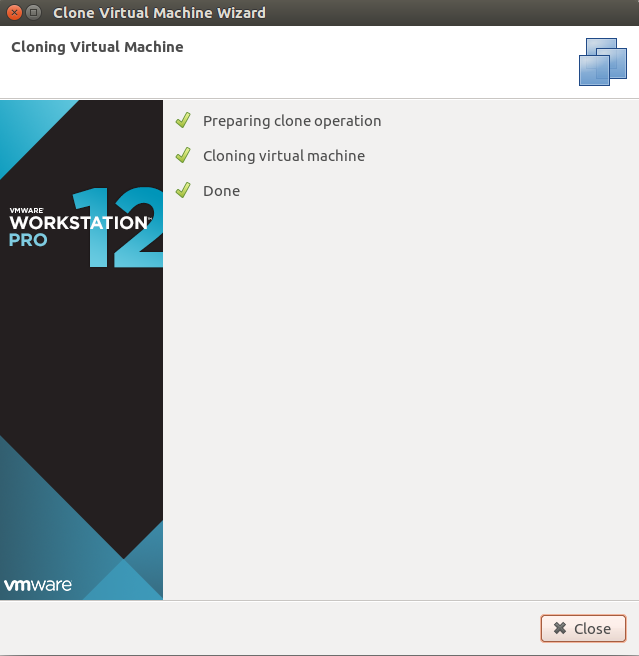 Clone Virtual Machine Wizard
Cloning Virtual Machine
Preparing clone operation
Cloning virtual machine
Done
VMWARE®
WORKSTATION™
PRO
12
vmware
Close